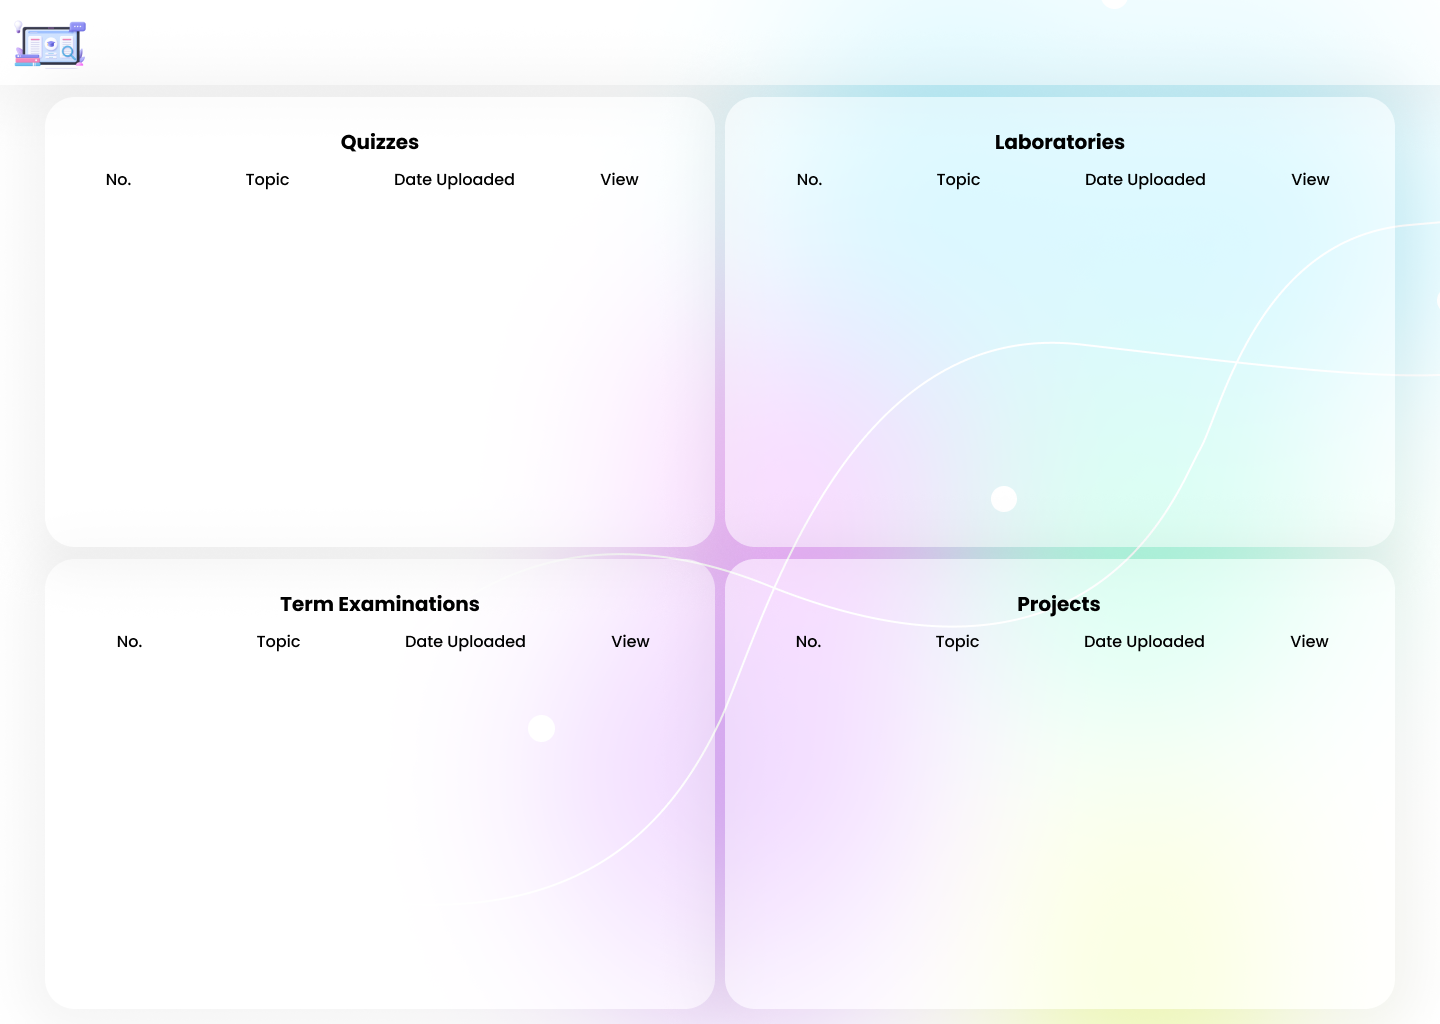 Quizzes
No. Topic Date Uploaded View
Laboratories
No. Topic Date Uploaded View
Term Examinations
No. Topic Date Uploaded View
Projects
No. Topic Date Uploaded View